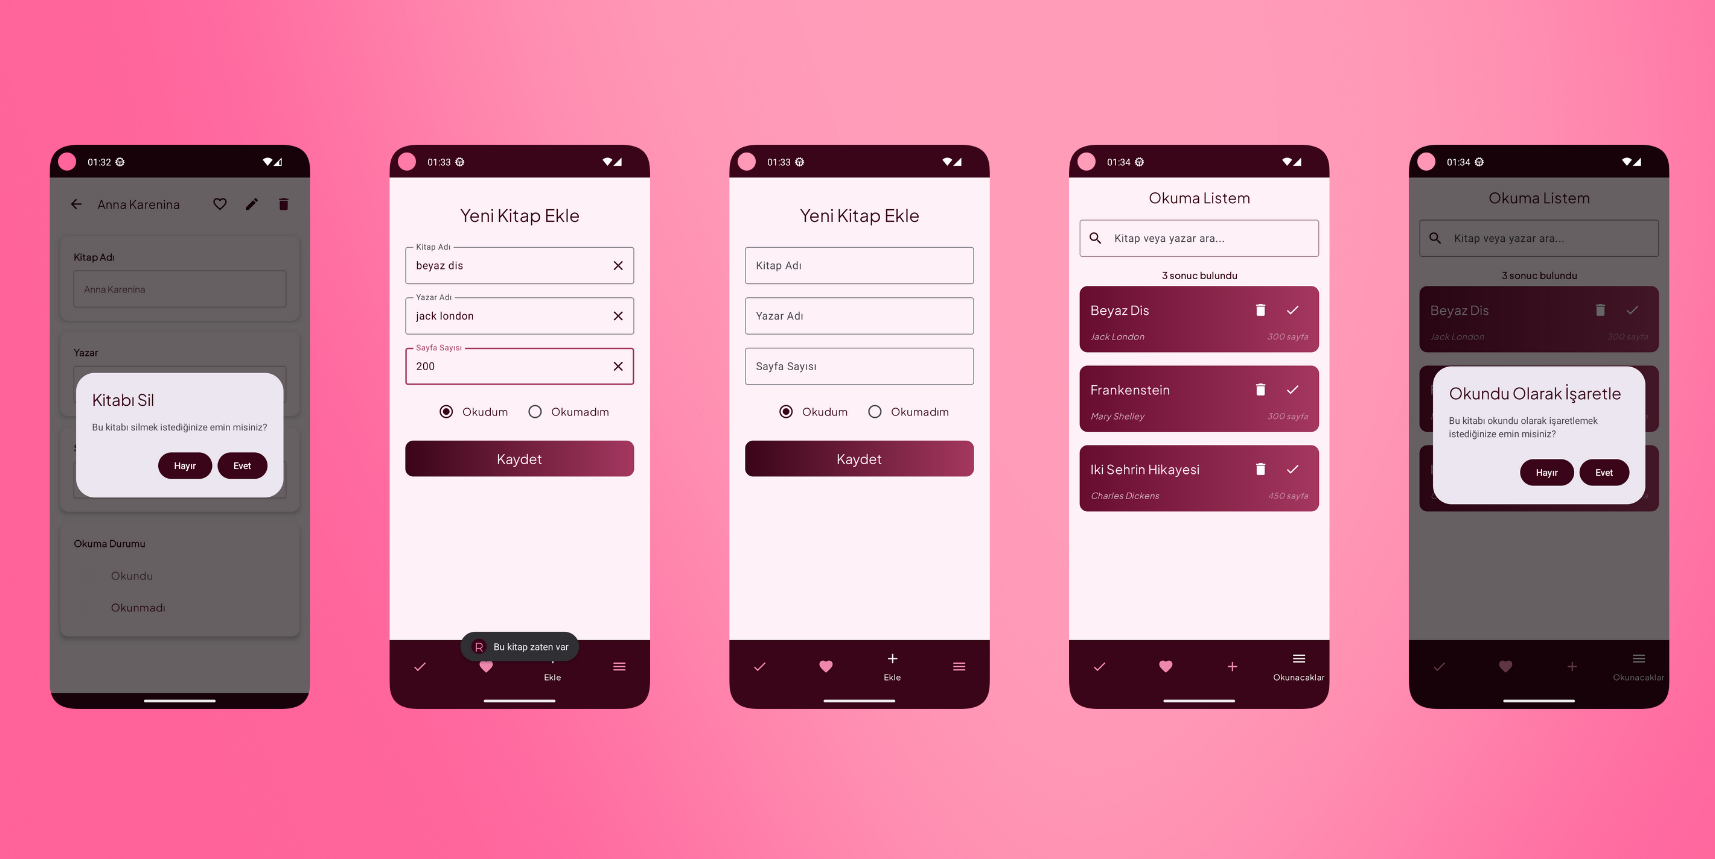 01:32
Anna Karenina
Kitap Adı
Anna Karenina
Yazar
Kitabı Sil
Bu kitabı silmek istediğinize emin misiniz?
Hayır
Evet
Okuma Durumu
Okundu
Okunmadı
01:33
Yeni Kitap Ekle
Kitap Adı
beyaz dis
Yazar Adı
jack london
Sayfa Sayısı
200
Okudum
Okumadım
Kaydet
Bu kitap zaten var
Ekle
01:33
Yeni Kitap Ekle
Kitap Adı
Yazar Adı
Sayfa Sayısı
Okudum
Okumadım
Kaydet
Ekle
01:34
Okuma Listem
Kitap veya yazar ara...
3 sonuc bulundu
Beyaz Dis
Jack London
300 sayfa
Frankenstein
Mary Shelley
300 sayfa
Iki Sehrin Hikayesi
Charles Dickens
450 sayfa
Okunacaklar
01:34
Okuma Listem
Kitap veya yazar ara...
3 sonuc bulundu
Beyaz Dis
Jack London
300 sayfa
Okundu Olarak İşaretle
Bu kitabı okundu olarak işaretlemek
istediğinize emin misiniz?
Hayır
Evet
Okunacaklar